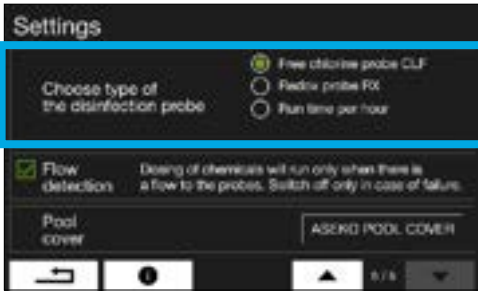 Settings
Free chlorine probe CLF
Choose type of
the disinfection probe
Redox probe RX
Run time per hour
Flow
detection
Dosing of chemicals will run only when there is
a flow to the probes. Switch off only in case of failure.
Pool
cover
ASEKO POOL COVER
6/6